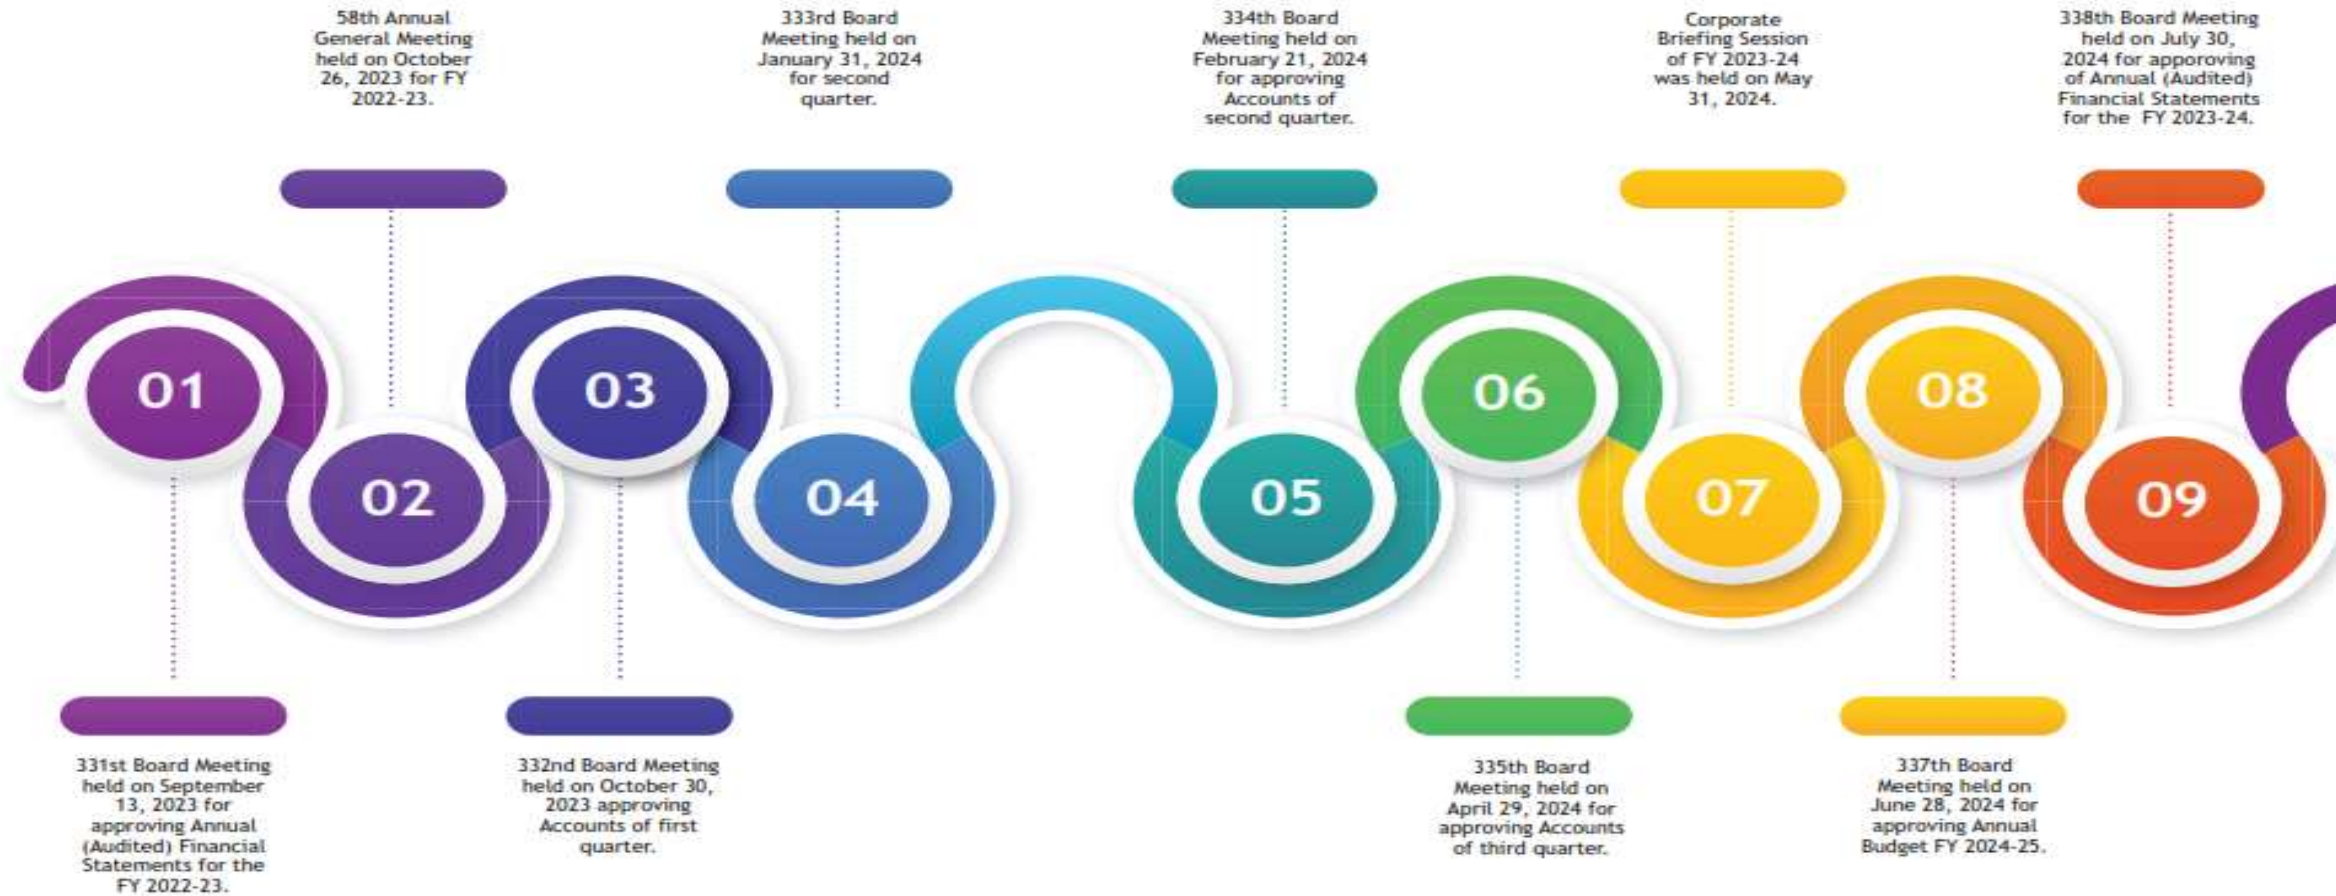 58th Annual
General Meeting
held on October
26, 2023 for FY
2022-23.
333rd Board
Meeting held on
January 31, 2024
for second
quarter.
334th Board
Meeting held on
February 21, 2024
for approving
Accounts of
second quarter.
Corporate
Briefing Session
of FY 2023-24
was held on May
31, 2024.
338th Board Meeting
held on July 30,
2024 for apporoving
of Annual (Audited)
Financial Statements
for the FY 2023-24.
01
02
03
04
05
06
07
08
09
331st Board Meeting
held on September
13, 2023 for
approving Annual
(Audited) Financial
Statements for the
FY 2022-23.
332nd Board Meeting
held on October 30,
2023 approving
Accounts of first
quarter.
335th Board
Meeting held on
April 29, 2024 for
approving Accounts
of third quarter.
337th Board
Meeting held on
June 28, 2024 for
approving Annual
Budget FY 2024-25.